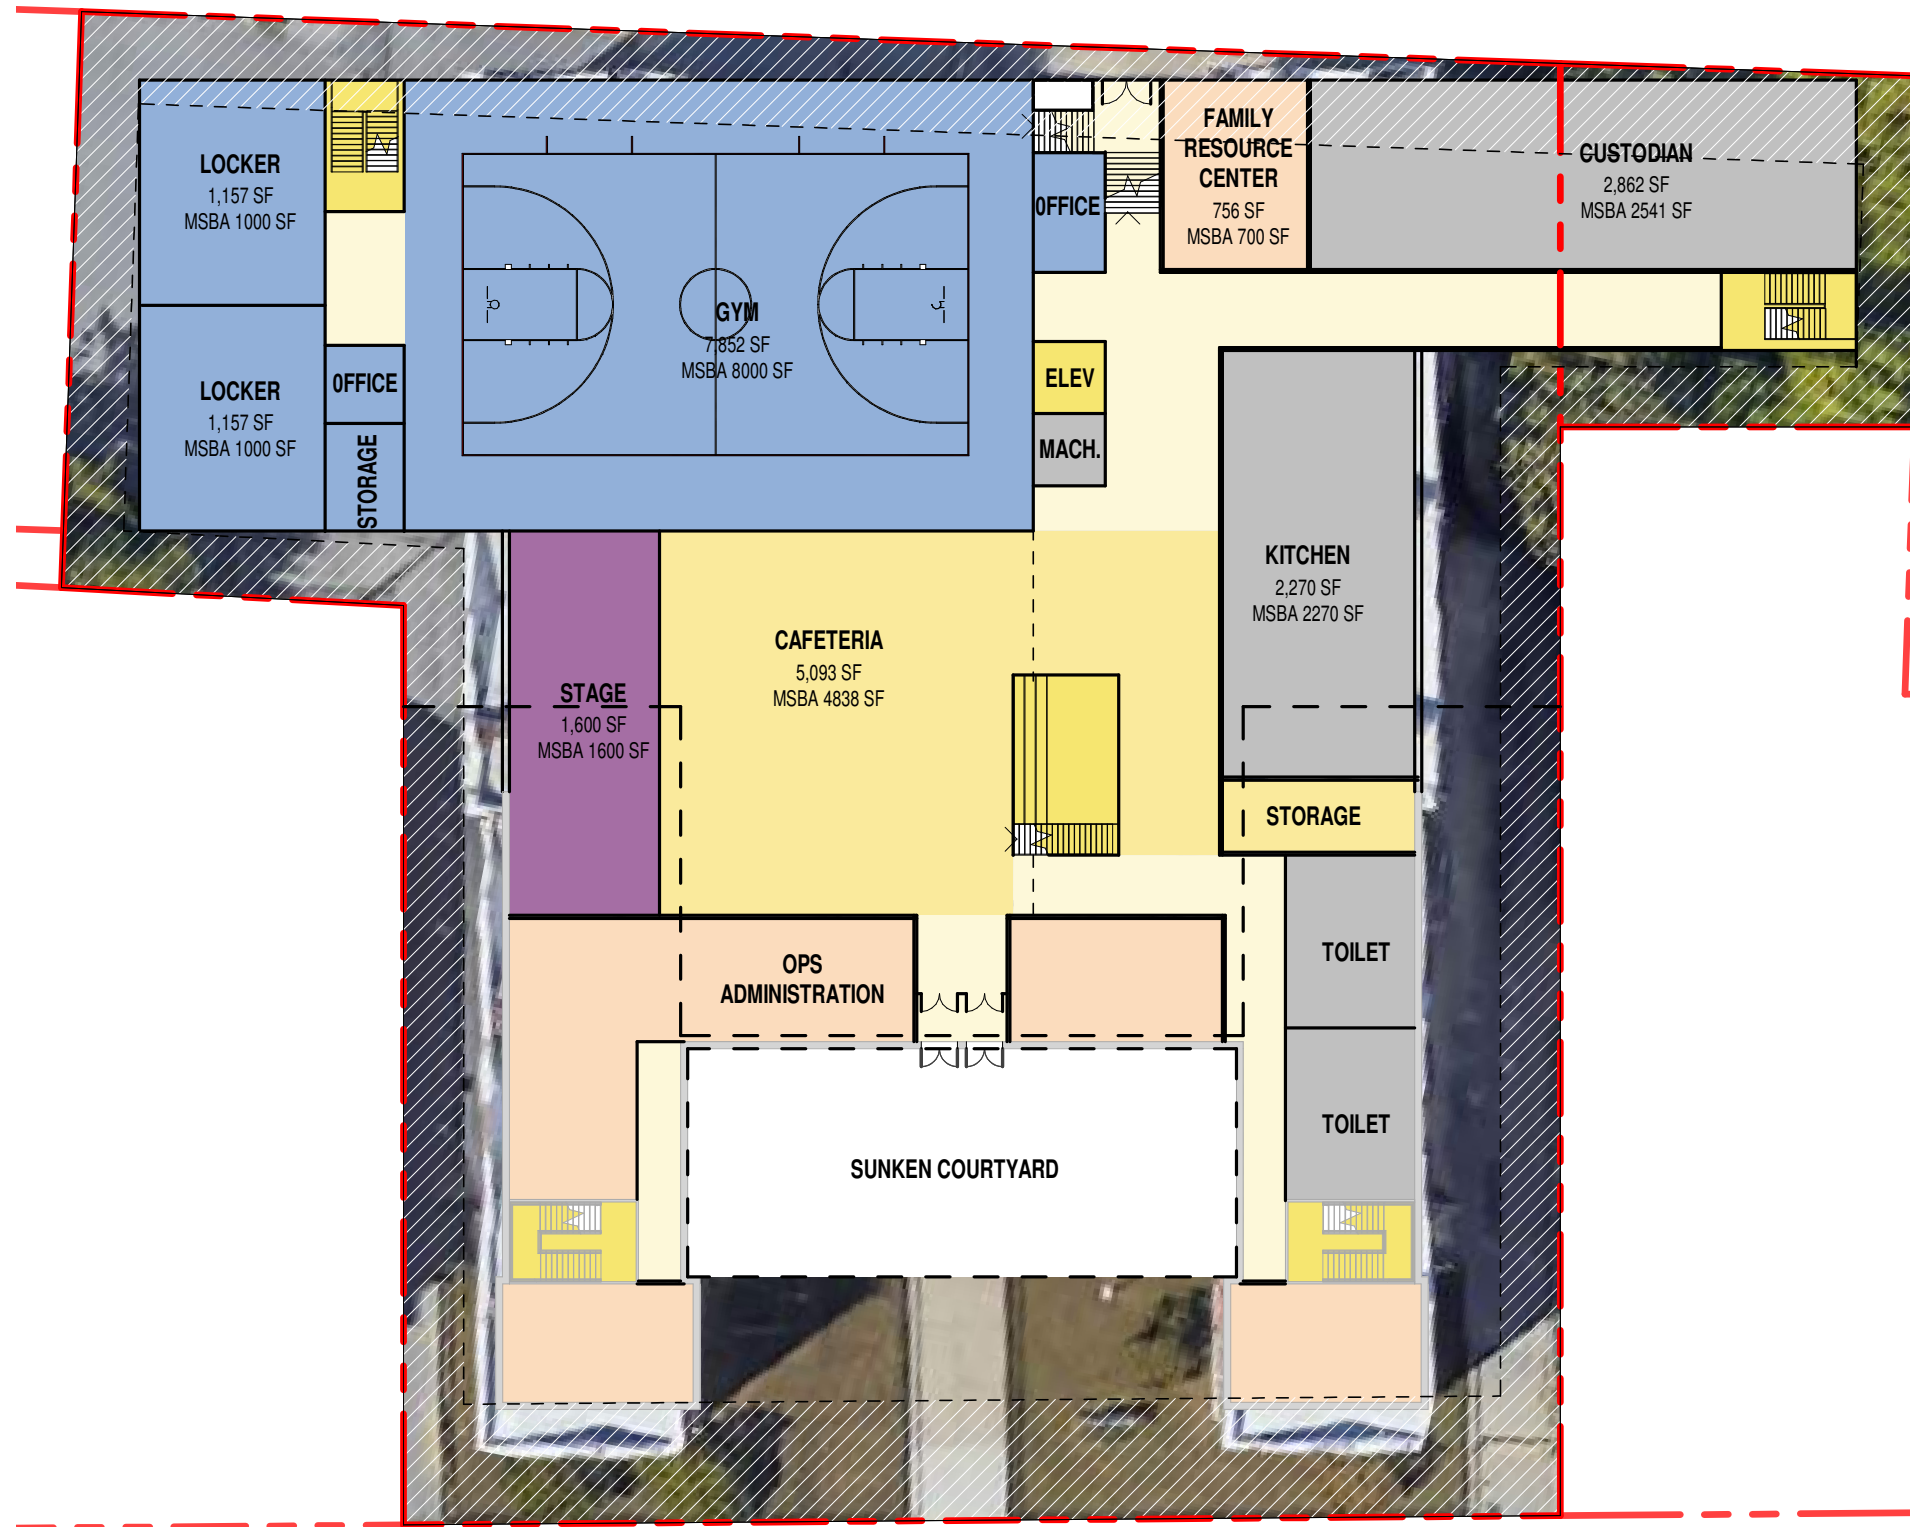 LOCKER
1,157 SF
MSBA 1000 SF
FAMILY
RESOURCE
CENTER
756 SF
MSBA 700 SF
CUSTODIAN
2,862 SF
MSBA 2541 SF
OFFICE
GYM
7,852 SF
MSBA 8000 SF
LOCKER
1,157 SF
MSBA 1000 SF
OFFICE
STORAGE
ELEV
MACH.
KITCHEN
2,270 SF
MSBA 2270 SF
CAFETERIA
5,093 SF
MSBA 4838 SF
STAGE
1,600 SF
MSBA 1600 SF
STORAGE
TOILET
OPS
ADMINISTRATION
TOILET
SUNKEN COURTYARD